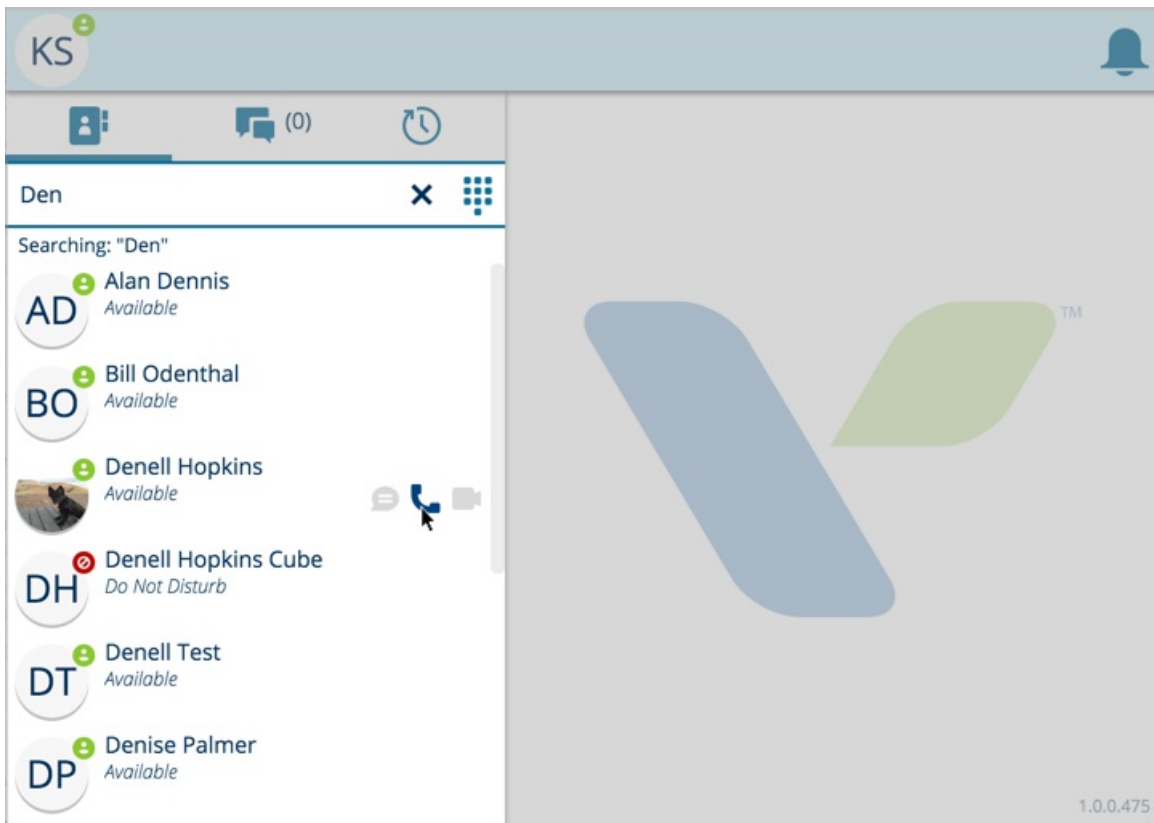 KS
(0)
Den
Searching: "Den"
AD
Alan Dennis
Available
BO
Bill Odenthal
Available
Denell Hopkins
Available
DH
Denell Hopkins Cube
Do Not Disturb
DT
Denell Test
Available
DP
Denise Palmer
Available
TM
1.0.0.475